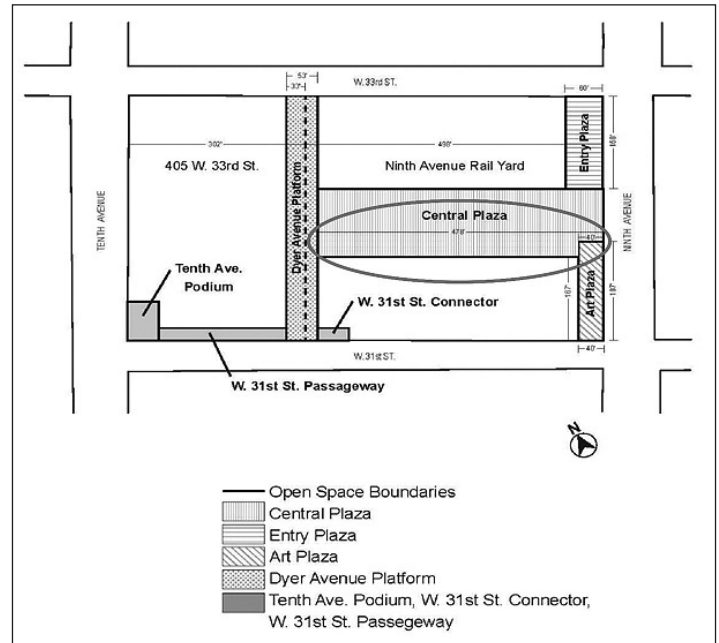 53'
33'
W. 33rd ST.
60'
302'
498'
168'
405 W. 33rd St.
Ninth Avenue Rail Yard
Entry Plaza
Dyer Avenue Platform
TENTH AVENUE
NINTH AVENUE
Central Plaza
478'
40'
Tenth Ave.
Podium
W. 31st St. Connector
167'
Art Plaza
40'
W. 31st ST.
W. 31st St. Passageway
N
Open Space Boundaries
Central Plaza
Entry Plaza
Art Plaza
Dyer Avenue Platform
Tenth Ave. Podium, W. 31st St. Connector,
W. 31st St. Passegeway